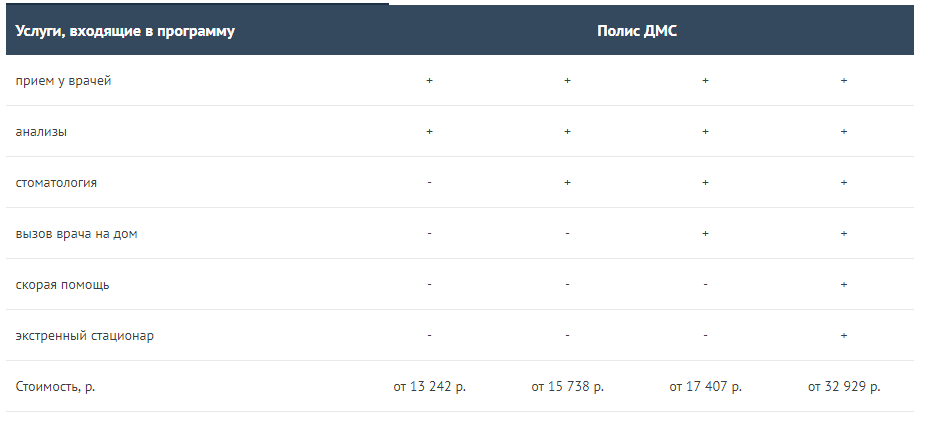 Услуги, входящие в программу Полис ДМС
прием у врачей + + + +
анализы + + + +
стоматология - + + +
вызов врача на дом - - + +
скорая помощь - - - +
экстренный стационар - - - +
Стоимость, р. от 13 242 р. от 15 738 р. от 17 407 р. от 32 929 р.